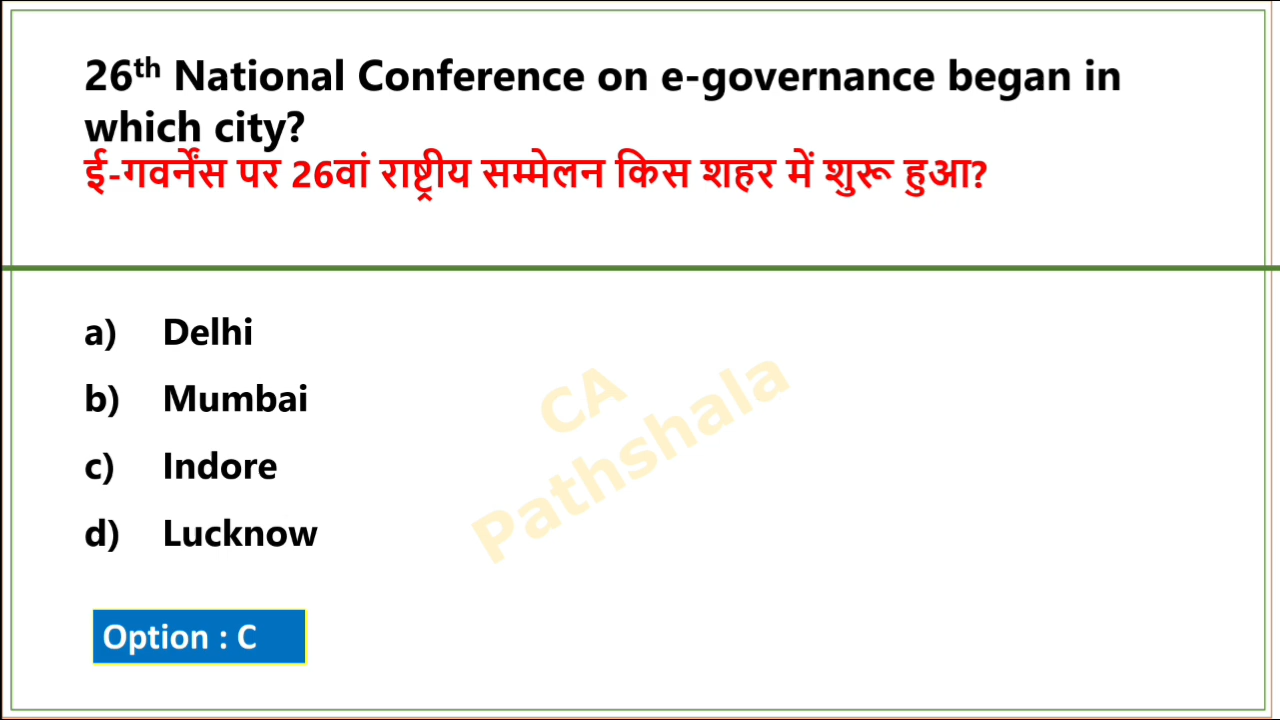 26th National Conference on e-governance began in
which city?
ई-गवर्नेंस पर 26वां राष्ट्रीय सम्मेलन किस शहर में शुरू हुआ?
a) Delhi
b) Mumbai
c) Indore
d) Lucknow
CA
Pathshala
Option : C